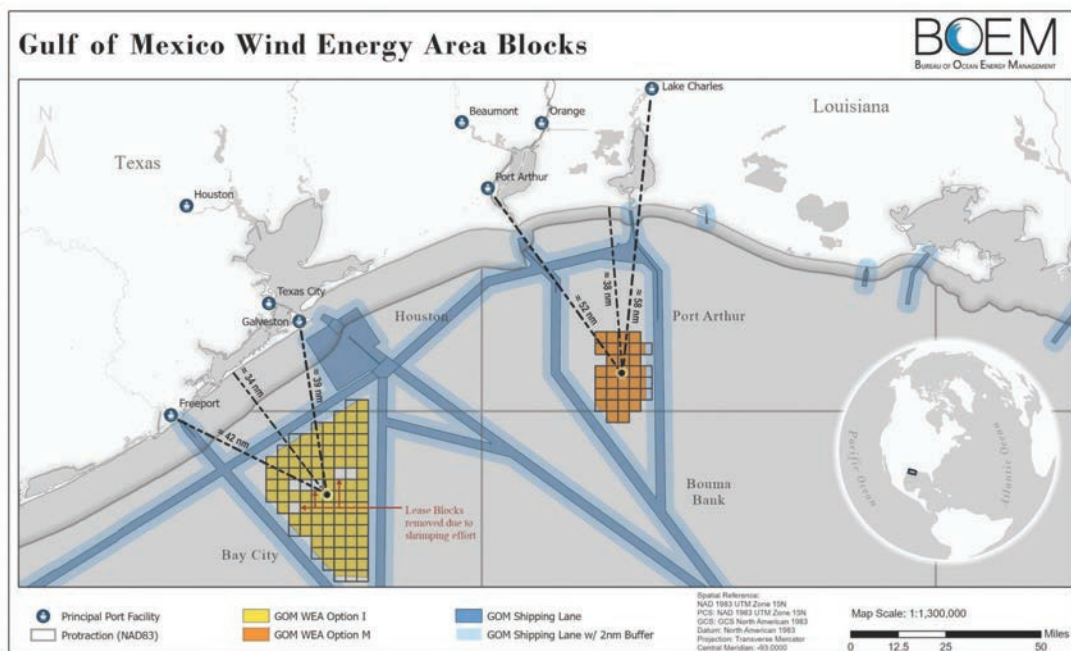 Gulf of Mexico Wind Energy Area Blocks
BOEM
BUREAU OF OCEAN ENERGY MANAGEMENT
N
Lake Charles
Beaumont
Orange
Louisiana
Texas
Port Arthur
Houston
Texas City
Galveston
Houston
Port Arthur
≈ 52 nm
≈ 38 nm
≈ 58 nm
≈ 34 nm
≈ 39 nm
Freeport
≈ 42 nm
Pacific Ocean
Atlantic Ocean
Bouma
Bank
Lease Blocks
removed due to
shrimping effort
Bay City
Principal Port Facility
Protraction (NAD83)
GOM WEA Option I
GOM WEA Option M
GOM Shipping Lane
GOM Shipping Lane w/ 2nm Buffer
Spatial Reference:
NAD 1983 UTM Zone 15N
PCS: NAD 1983 UTM Zone 15N
GCS: GCS North American 1983
Datum: North American 1983
Projection: Transverse Mercator
Central Meridian: -93.0000
Map Scale: 1:1,300,000
Miles
0 12.5 25 50